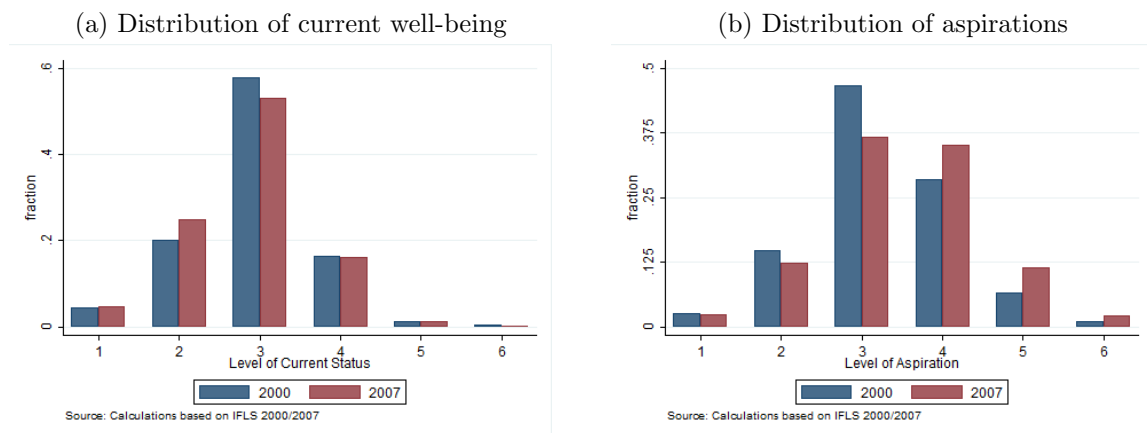 (a) Distribution of current well-being
.6
.4
.2
0
fraction
1 2 3 4 5 6
Level of Current Status
2000 2007
Source: Calculations based on IFLS 2000/2007
(b) Distribution of aspirations
.5
.375
.25
.125
0
fraction
1 2 3 4 5 6
Level of Aspiration
2000 2007
Source: Calculations based on IFLS 2000/2007